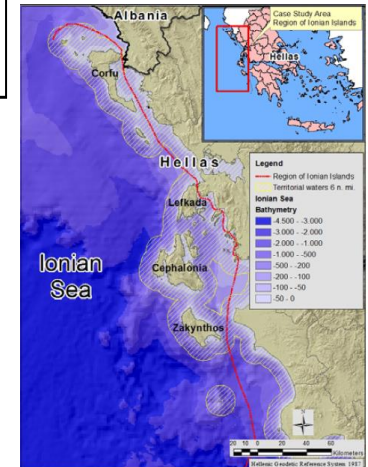 Albania
Case Study Area
Region of Ionian Islands
Hellas
Corfu
Hellas
Legend
Region of Ionian Islands
Territorial waters 6 n. mi.
Ionian Sea
Bathymetry
-4.500 - -3.000
-3.000 - -2.000
-2.000 - -1.000
-1.000 - -500
-500 - -200
-200 - -100
-100 - -50
-50 - 0
Lefkada
Ionian
Sea
Cephalonia
Zakynthos
20 10 0 20 40 60
Kilometers
Hellenic Geodetic Reference System 1987